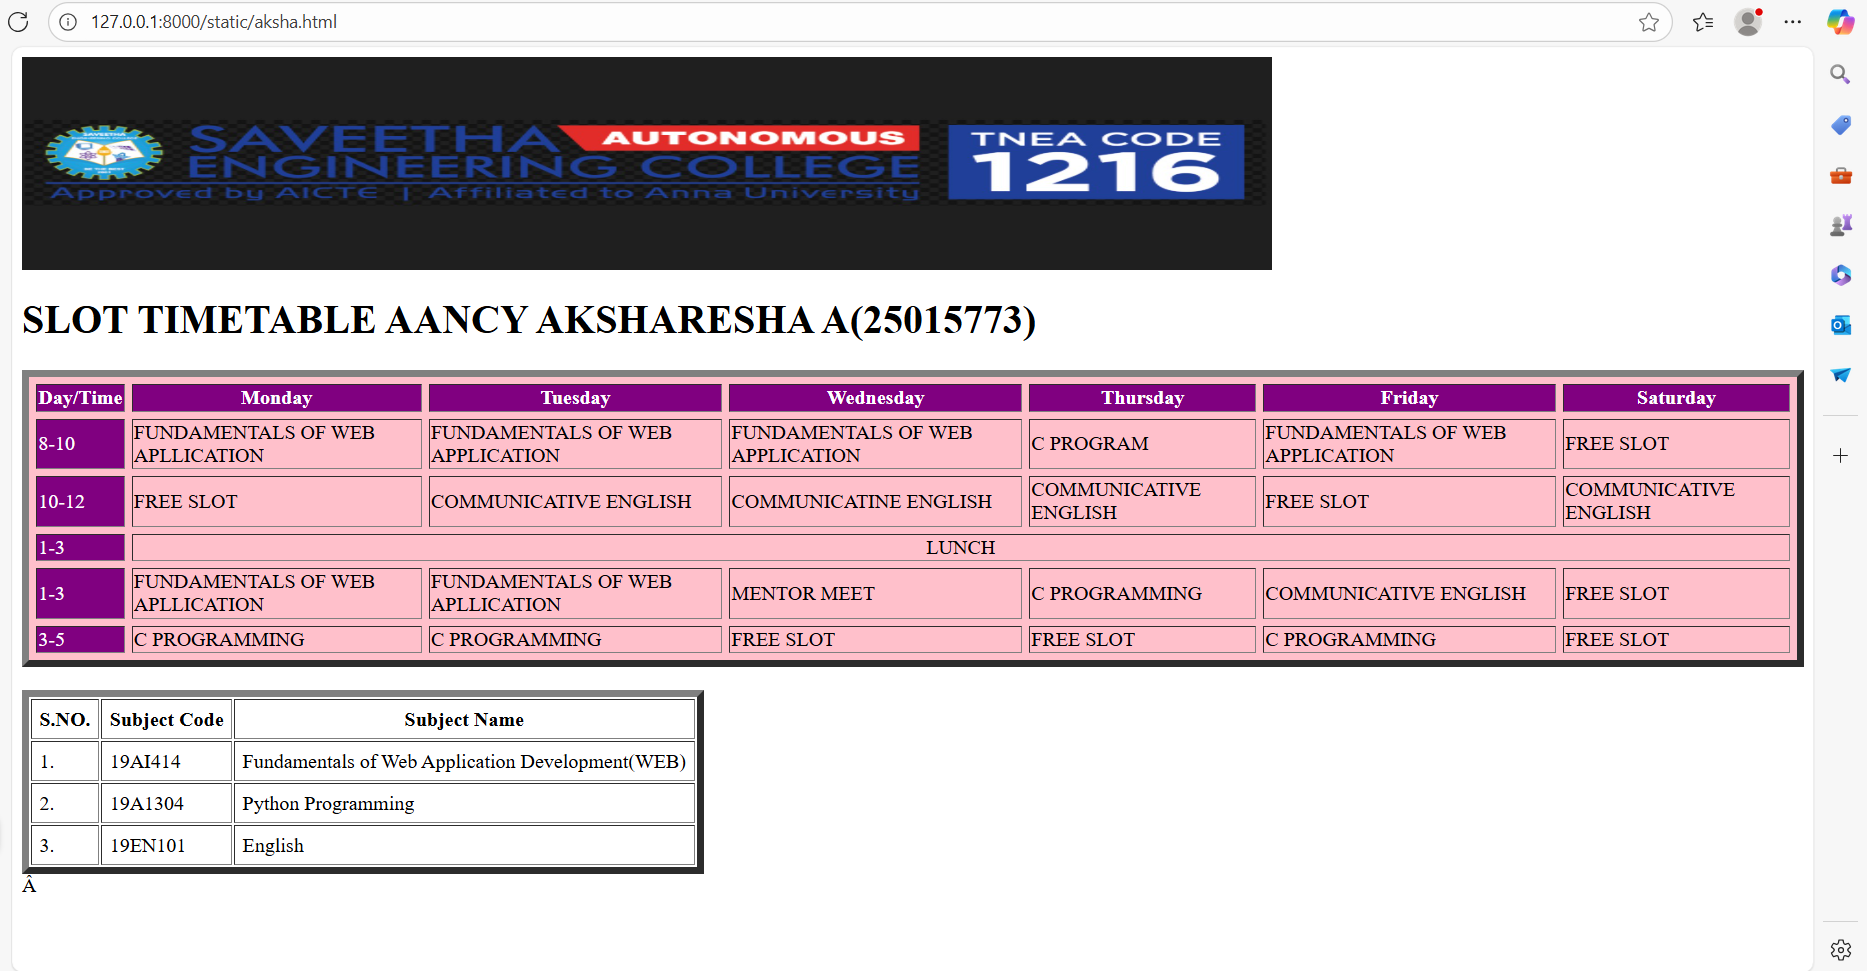 127.0.0.1:8000/static/aksha.html
SAVEETHA AUTONOMOUS
ENGINEERING COLLEGE
Approved by AICTE | Affiliated to Anna University
TNEA CODE
1216
SLOT TIMETABLE AANCY AKSHARESHA A(25015773)
Day/Time Monday Tuesday Wednesday Thursday Friday Saturday
8-10 FUNDAMENTALS OF WEB APLLICATION FUNDAMENTALS OF WEB APPLICATION FUNDAMENTALS OF WEB APPLICATION C PROGRAM FUNDAMENTALS OF WEB APPLICATION FREE SLOT
10-12 FREE SLOT COMMUNICATIVE ENGLISH COMMUNICATINE ENGLISH COMMUNICATIVE ENGLISH FREE SLOT COMMUNICATIVE ENGLISH
1-3 LUNCH
1-3 FUNDAMENTALS OF WEB APLLICATION FUNDAMENTALS OF WEB APLLICATION MENTOR MEET C PROGRAMMING COMMUNICATIVE ENGLISH FREE SLOT
3-5 C PROGRAMMING C PROGRAMMING FREE SLOT FREE SLOT C PROGRAMMING FREE SLOT
S.NO. Subject Code Subject Name
1. 19AI414 Fundamentals of Web Application Development(WEB)
2. 19A1304 Python Programming
3. 19EN101 English
Â